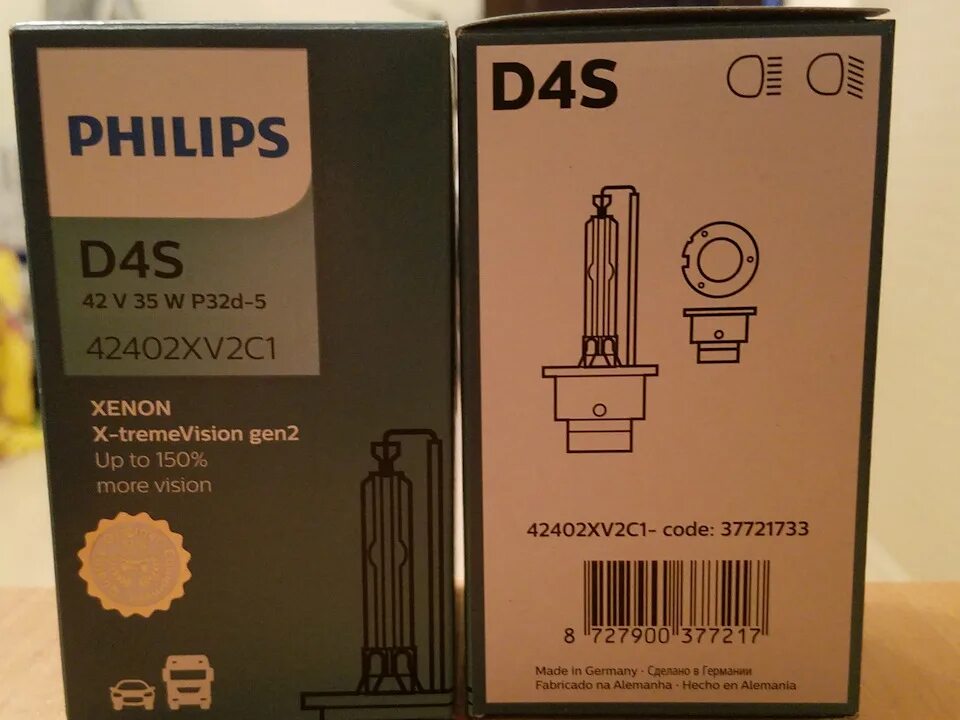 PHILIPS
D4S
42 V 35 W P32d-5
42402XV2C1
XENON
X-tremeVision gen2
Up to 150%
more vision
D4S
42402XV2C1- code: 37721733
8 727900 377217
Made in Germany · Сделано в Германии
Fabricado na Alemanha · Hecho en Alemania